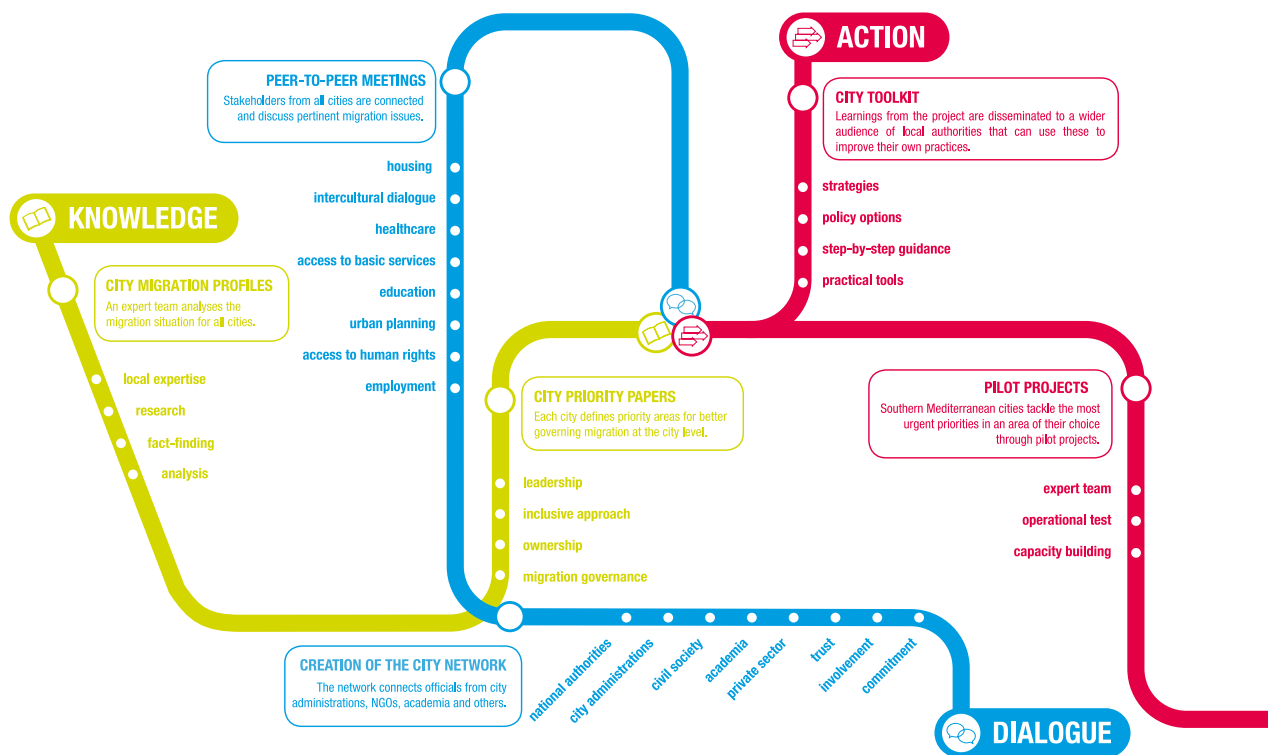 KNOWLEDGE
CITY MIGRATION PROFILES
An expert team analyses the
migration situation for all cities.
local expertise
research
fact-finding
analysis
PEER-TO-PEER MEETINGS
Stakeholders from all cities are connected
and discuss pertinent migration issues.
housing
intercultural dialogue
healthcare
access to basic services
education
urban planning
access to human rights
employment
CITY PRIORITY PAPERS
Each city defines priority areas for better
governing migration at the city level.
leadership
inclusive approach
ownership
migration governance
CREATION OF THE CITY NETWORK
The network connects officials from city
administrations, NGOs, academia and others.
national authorities
city administrations
civil society
academia
private sector
trust
involvement
commitment
DIALOGUE
ACTION
CITY TOOLKIT
Learnings from the project are disseminated to a wider
audience of local authorities that can use these to
improve their own practices.
strategies
policy options
step-by-step guidance
practical tools
PILOT PROJECTS
Southern Mediterranean cities tackle the most
urgent priorities in an area of their choice
through pilot projects.
expert team
operational test
capacity building